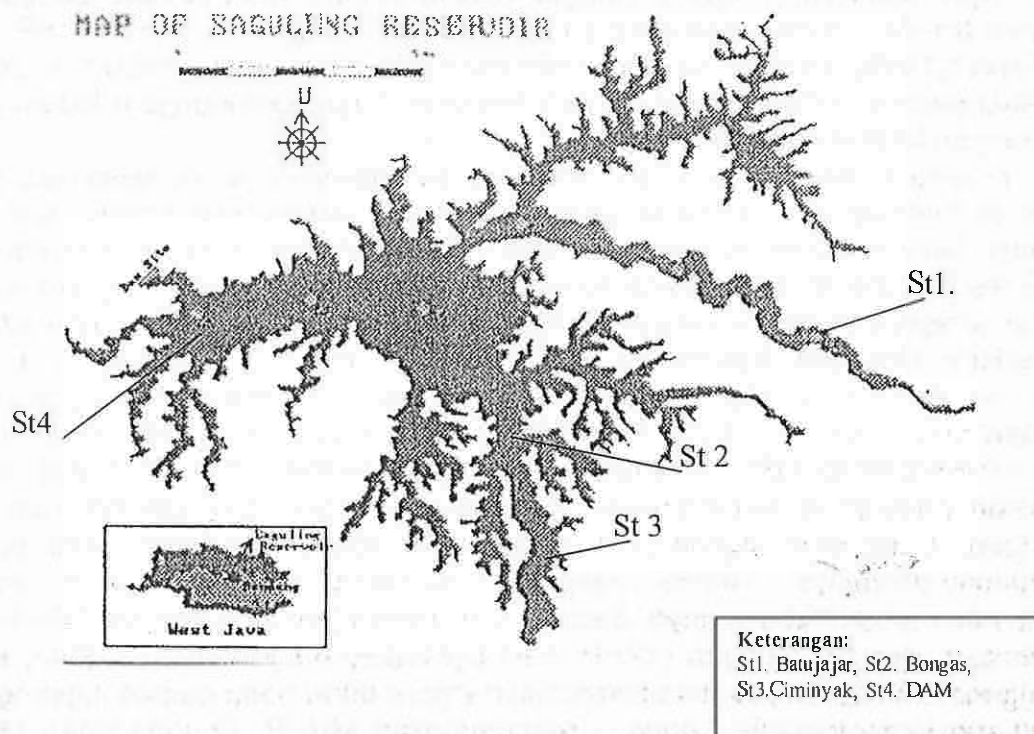 MAP OF SAGULING RESERVOIR
U
St1.
St4
St 2
St 3
Saguling
Reservoir
Bandung
West Java
Keterangan:
St1. Batujajar, St2. Bongas,
St3.Ciminyak, St4. DAM